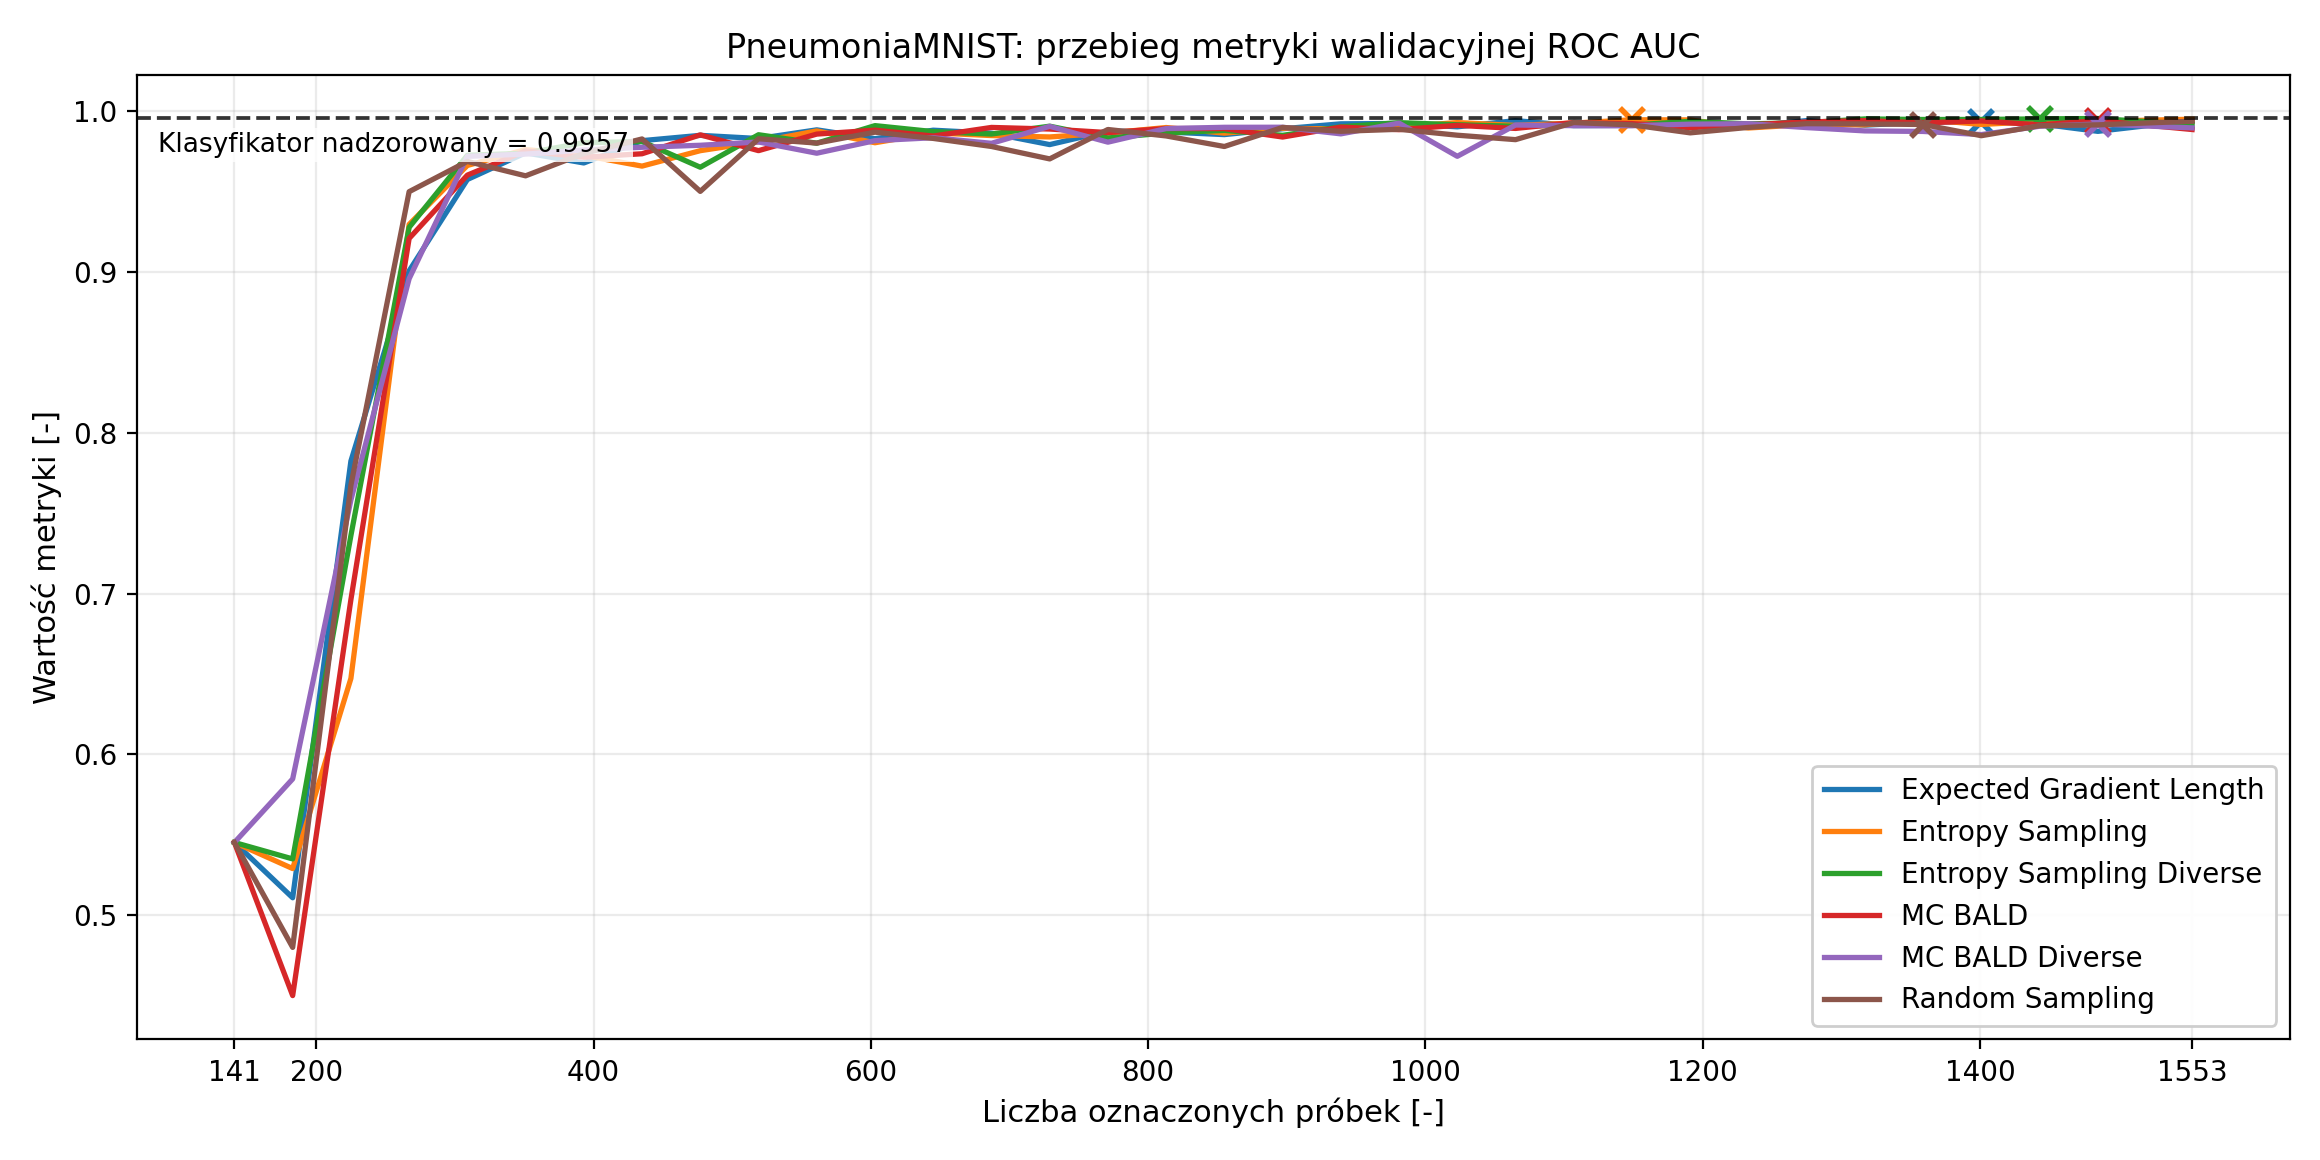 PneumoniaMNIST: przebieg metryki walidacyjnej ROC AUC
1.0
Klasyfikator nadzorowany = 0.9957
0.9
0.8
0.7
0.6
0.5
Wartość metryki [-]
Expected Gradient Length
Entropy Sampling
Entropy Sampling Diverse
MC BALD
MC BALD Diverse
Random Sampling
141 200 400 600 800 1000 1200 1400 1553
Liczba oznaczonych próbek [-]